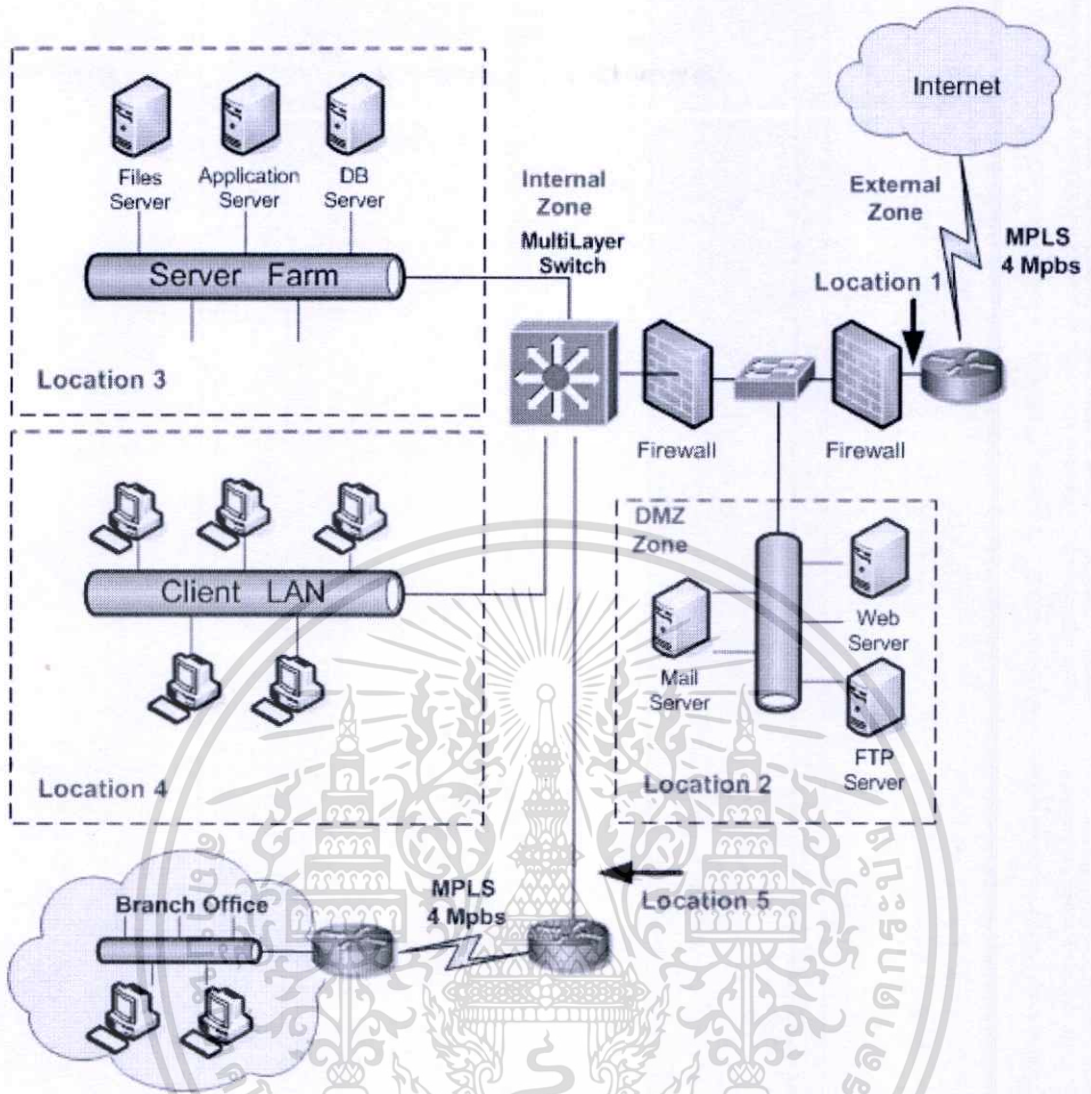 Internet
Files
Server
Application
Server
DB
Server
Server Farm
Location 3
Internal
Zone
MultiLayer
Switch
External
Zone
MPLS
4 Mpbs
Location 1
Firewall
Firewall
Client LAN
Location 4
DMZ
Zone
Web
Server
Mail
Server
FTP
Server
Location 2
Branch Office
MPLS
4 Mpbs
Location 5